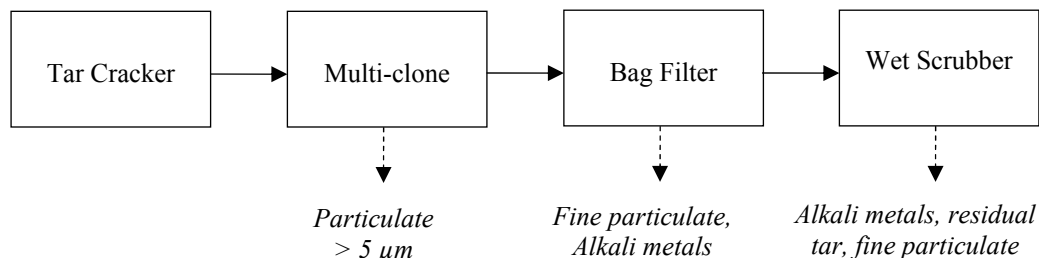 Tar Cracker
Multi-clone
Bag Filter
Wet Scrubber
Particulate
> 5 μm
Fine particulate,
Alkali metals
Alkali metals, residual
tar, fine particulate